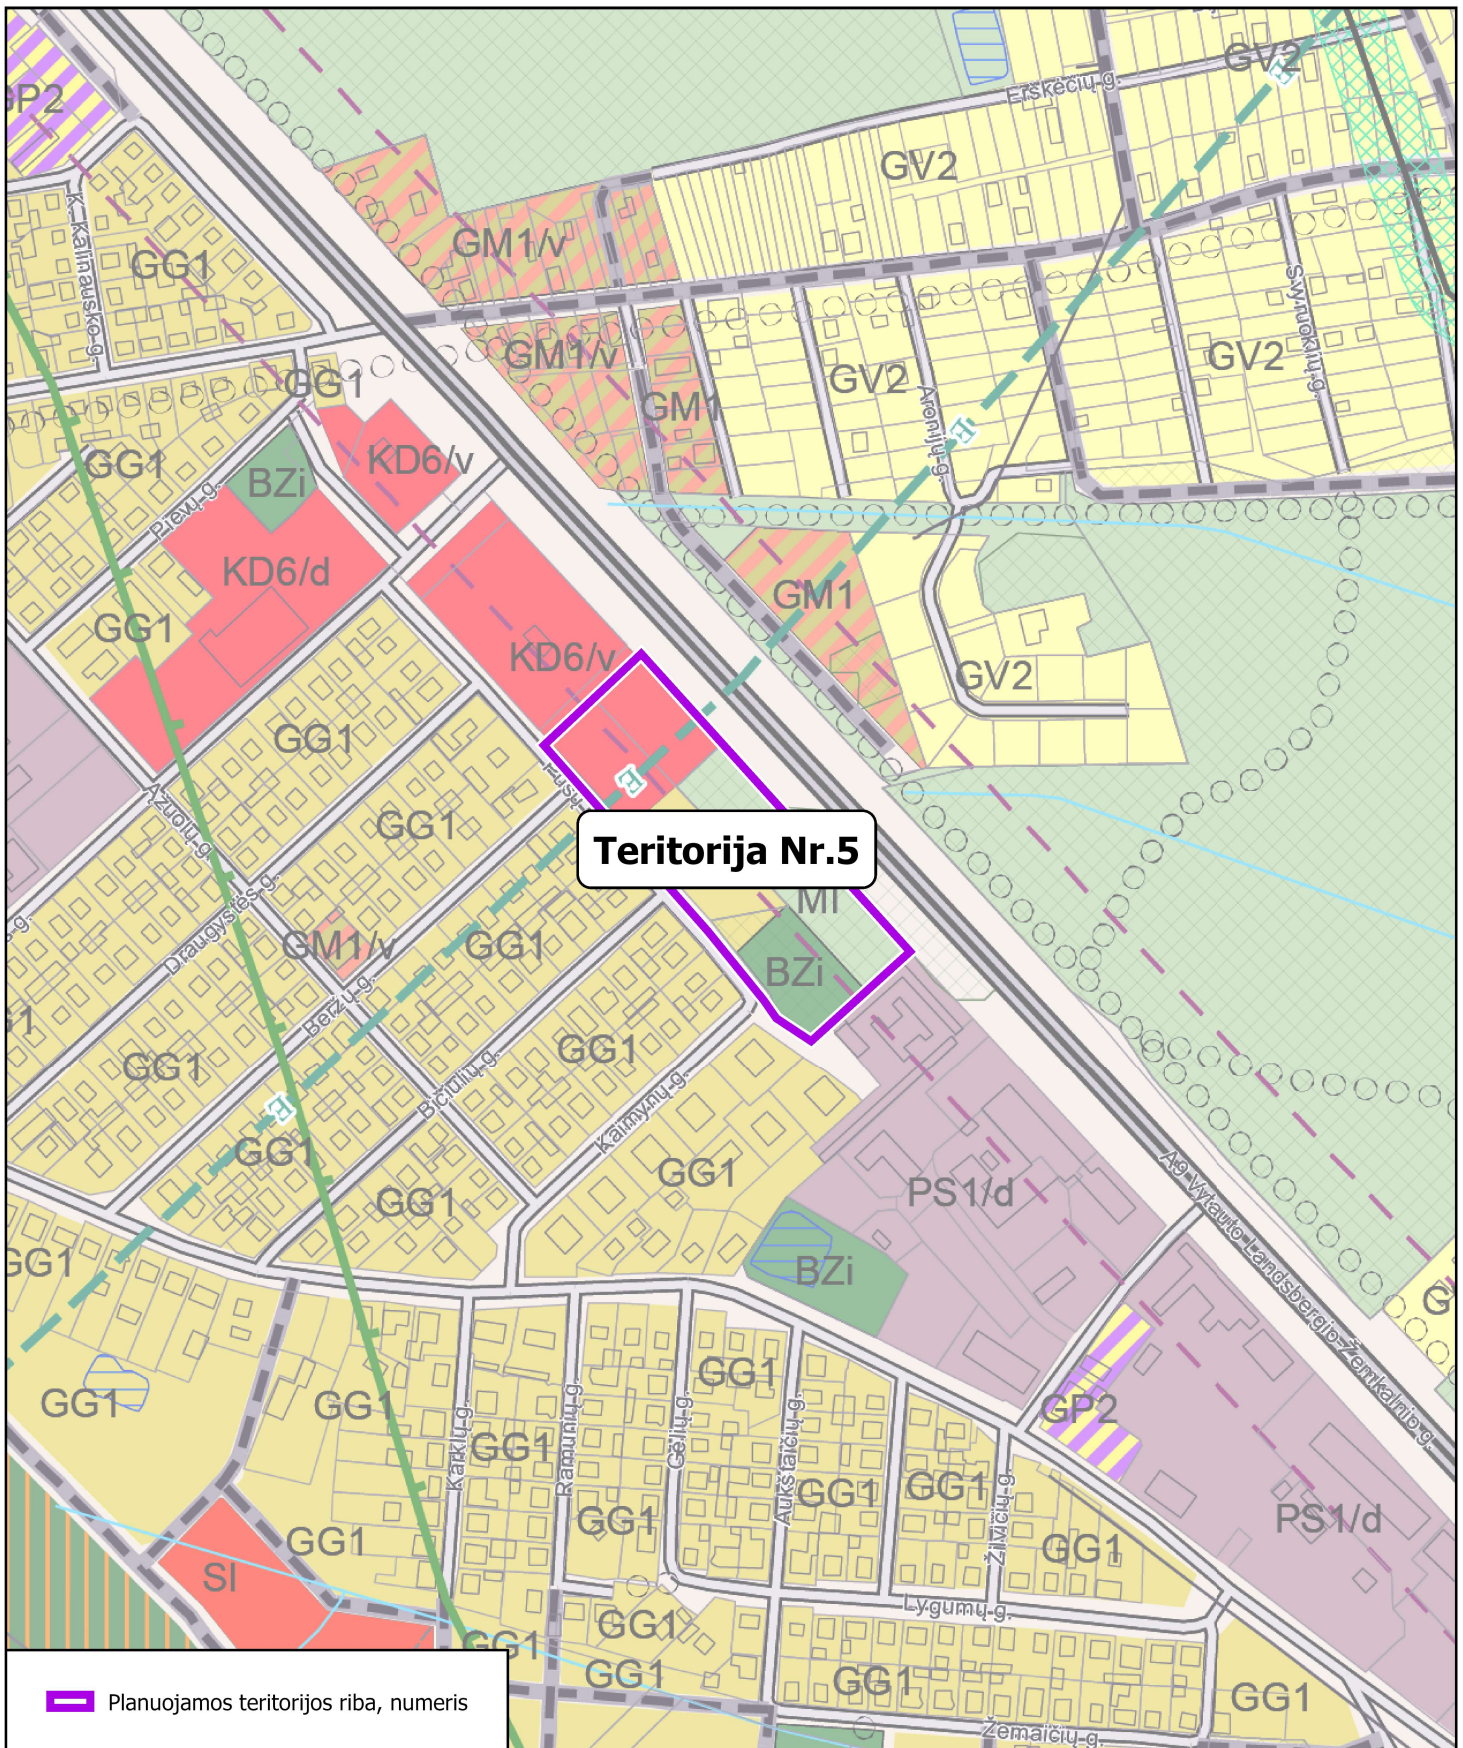 GP2
K. Kalinausko g.
GG1
GM1/v
GV2
Erškėčių g.
GV2
GM1/v
GM1
GV2
Aronijų g.
GV2
Svyruoklių g.
GG1
GG1
BZi
KD6/v
Pievų g.
KD6/d
GG1
KD6/v
GM1
GV2
GG1
GG1
Ąžuolų g.
Draugystės g.
GM1/v
Beržų g.
GG1
Teritorija Nr.5
MI
BZi
GG1
GG1
Bičiulių g.
GG1
Kaimynų g.
GG1
GG1
GG1
PS1/d
A9 Vytauto Landsbergio-Žemkalnio g.
BZi
GG1
GG1
GG1
Karklų g.
GG1
Ramunių g.
GG1
Gėlių g.
GG1
Aukštaičių g.
GG1
GG1
Žilvičių g.
GG1
GP2
PS1/d
GG1
SI
GG1
GG1
GG1
Lygumų g.
GG1
GG1
Žemaičių g.
Planuojamos teritorijos riba, numeris